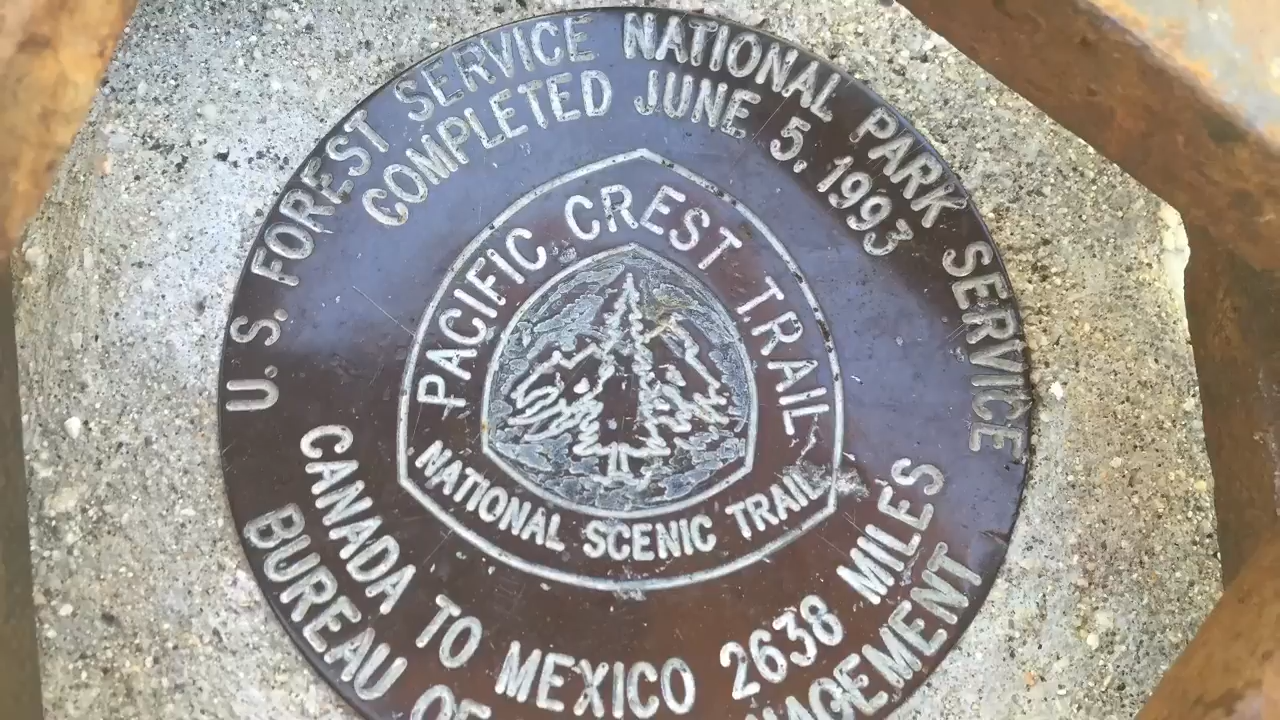 U.S. FOREST SERVICE NATIONAL PARK SERVICE
COMPLETED JUNE 5, 1993
PACIFIC CREST TRAIL
NATIONAL SCENIC TRAIL
CANADA TO MEXICO 2638 MILES
BUREAU OF